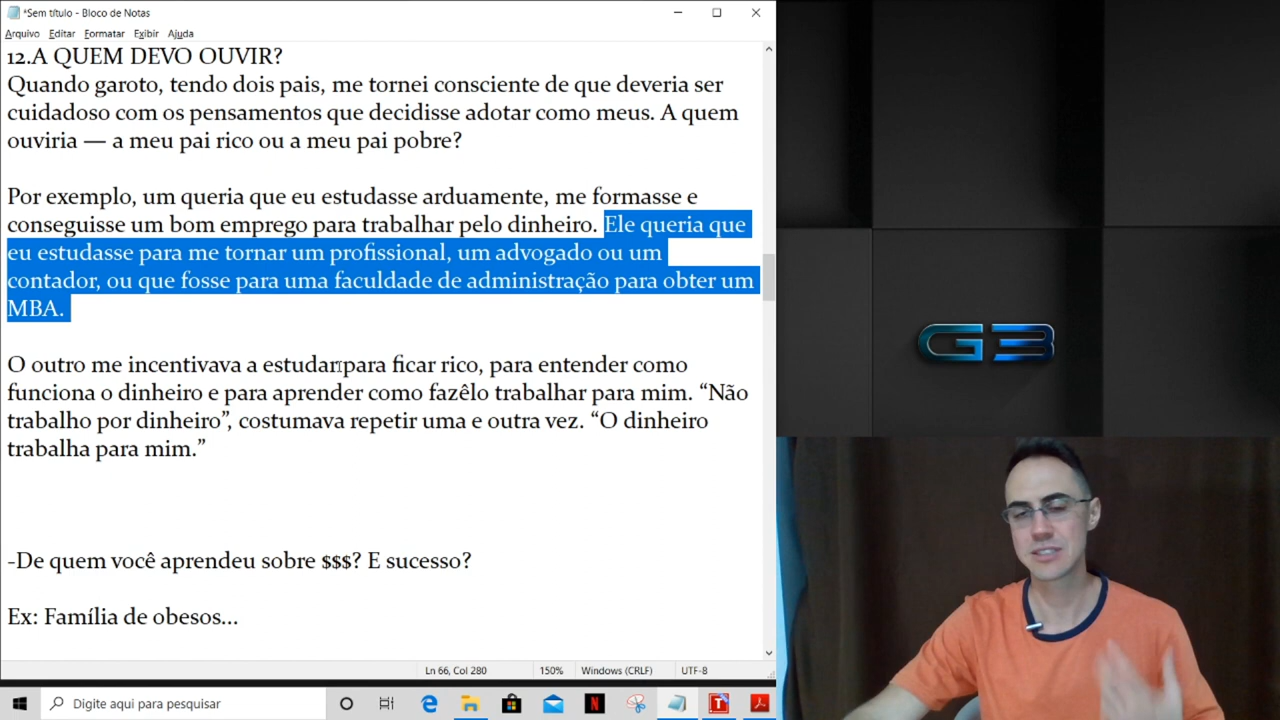 *Sem título - Bloco de Notas
Arquivo Editar Formatar Exibir Ajuda
12.A QUEM DEVO OUVIR?
Quando garoto, tendo dois pais, me tornei consciente de que deveria ser
cuidadoso com os pensamentos que decidisse adotar como meus. A quem
ouviria — a meu pai rico ou a meu pai pobre?
Por exemplo, um queria que eu estudasse arduamente, me formasse e
conseguisse um bom emprego para trabalhar pelo dinheiro. Ele queria que
eu estudasse para me tornar um profissional, um advogado ou um
contador, ou que fosse para uma faculdade de administração para obter um
MBA.
O outro me incentivava a estudar para ficar rico, para entender como
funciona o dinheiro e para aprender como fazêlo trabalhar para mim. “Não
trabalho por dinheiro”, costumava repetir uma e outra vez. “O dinheiro
trabalha para mim.”
-De quem você aprendeu sobre $$$? E sucesso?
Ex: Família de obesos...
Ln 66, Col 280 150% Windows (CRLF) UTF-8
Digite aqui para pesquisar
G3